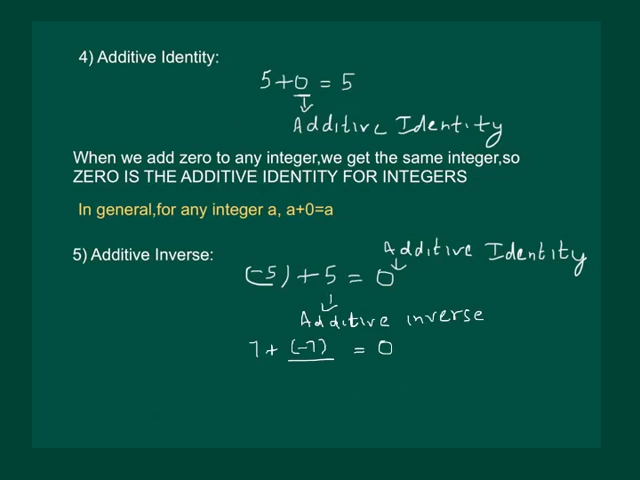 4) Additive Identity:
5+0 = 5
Additive Identity
When we add zero to any integer,we get the same integer,so
ZERO IS THE ADDITIVE IDENTITY FOR INTEGERS
In general,for any integer a, a+0=a
5) Additive Inverse:
Additive Identity
(-5) + 5 = 0
Additive inverse
7 + (-7) = 0